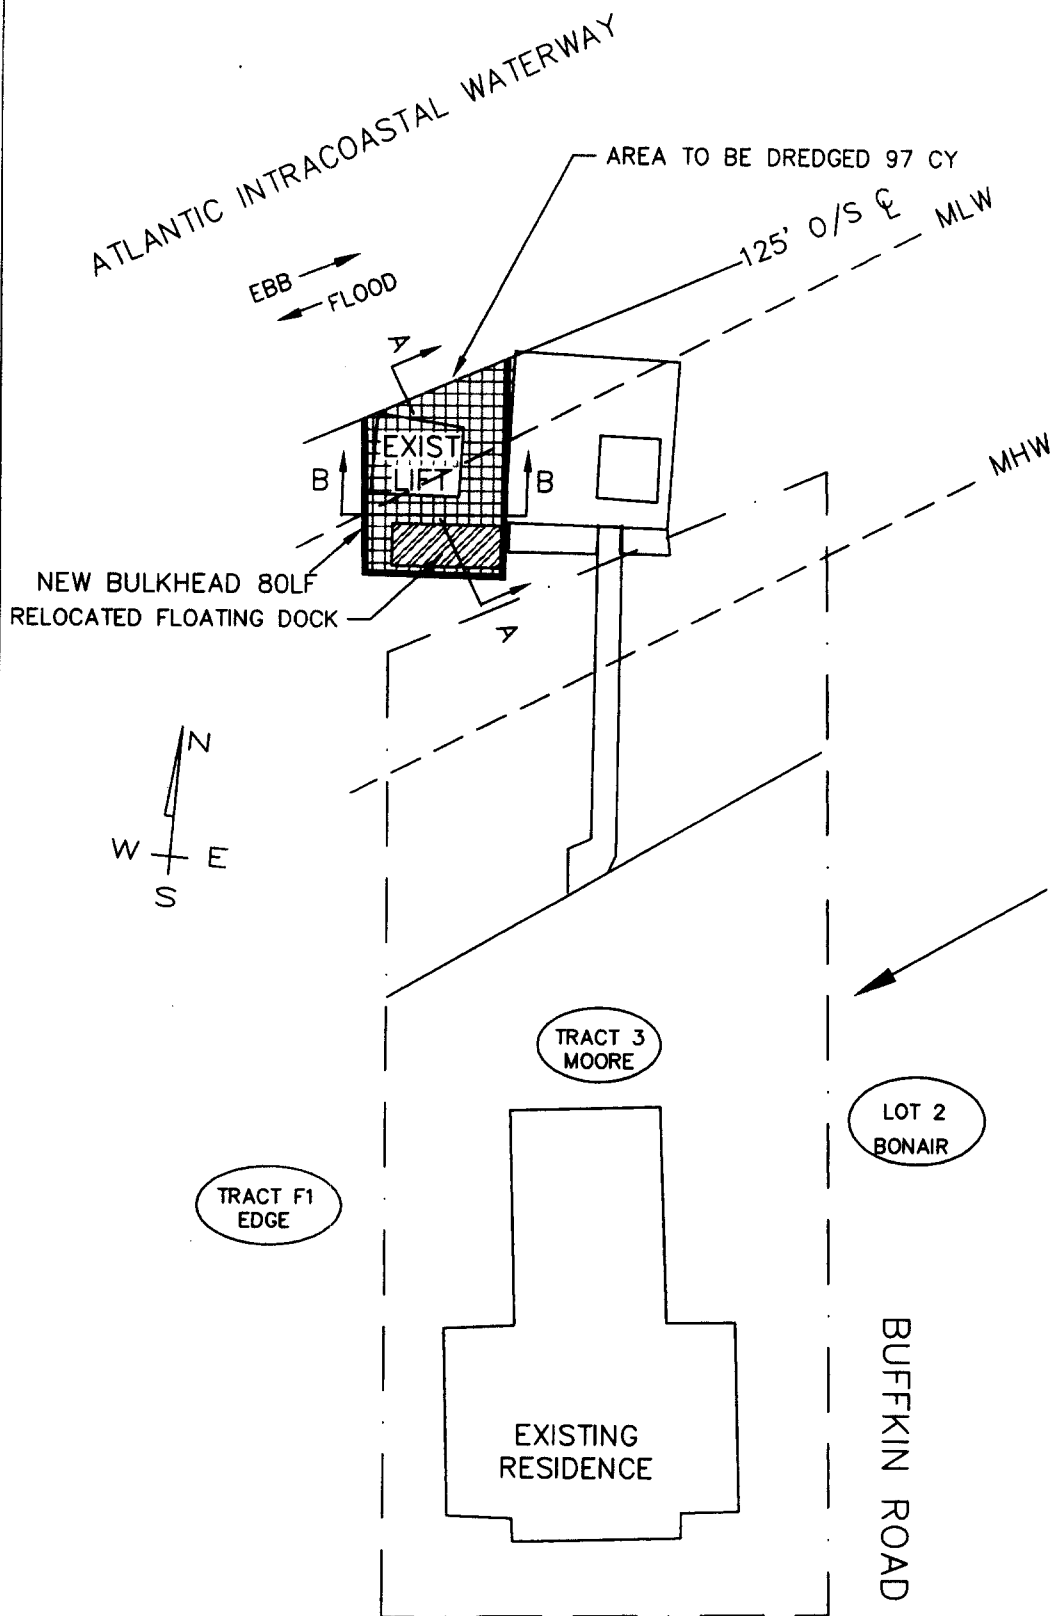 ATLANTIC INTRACOASTAL WATERWAY
AREA TO BE DREDGED 97 CY
125' O/S ℄
MLW
EBB
FLOOD
A
EXIST
LIFT
B
B
MHW
NEW BULKHEAD 80LF
RELOCATED FLOATING DOCK
A
N
W E
S
TRACT 3
MOORE
LOT 2
BONAIR
TRACT F1
EDGE
BUFFKIN ROAD
EXISTING
RESIDENCE